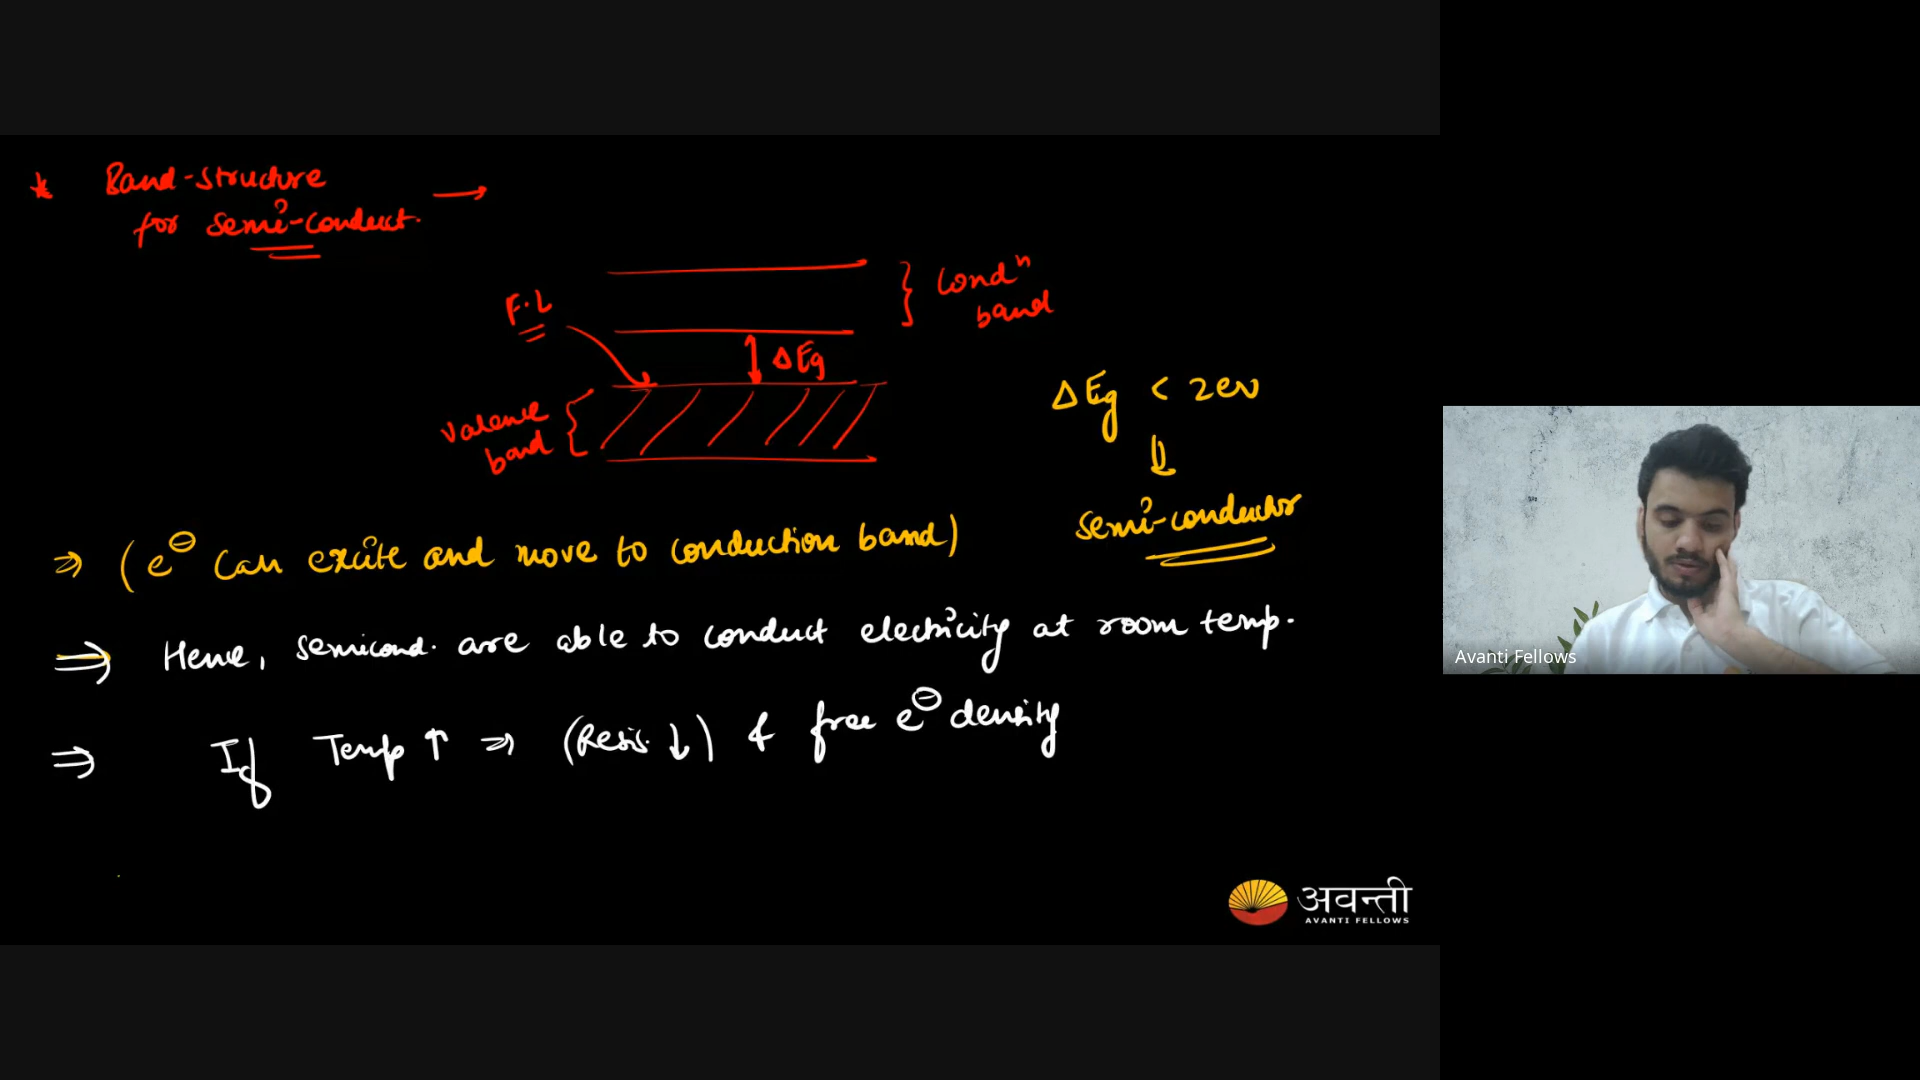 * Band-structure →
for semi-conduct.
F.L
} Condⁿ band
ΔEg
Valence band {
ΔEg < 2ev
↓
semi-conductor
⇒ (e⊖ can excite and move to conduction band)
⇒ Hence, semicond. are able to conduct electricity at room temp.
⇒ If Temp ↑ ⇒ (Resis. ↓) & free e⊖ density
अवन्ती
AVANTI FELLOWS
Avanti Fellows